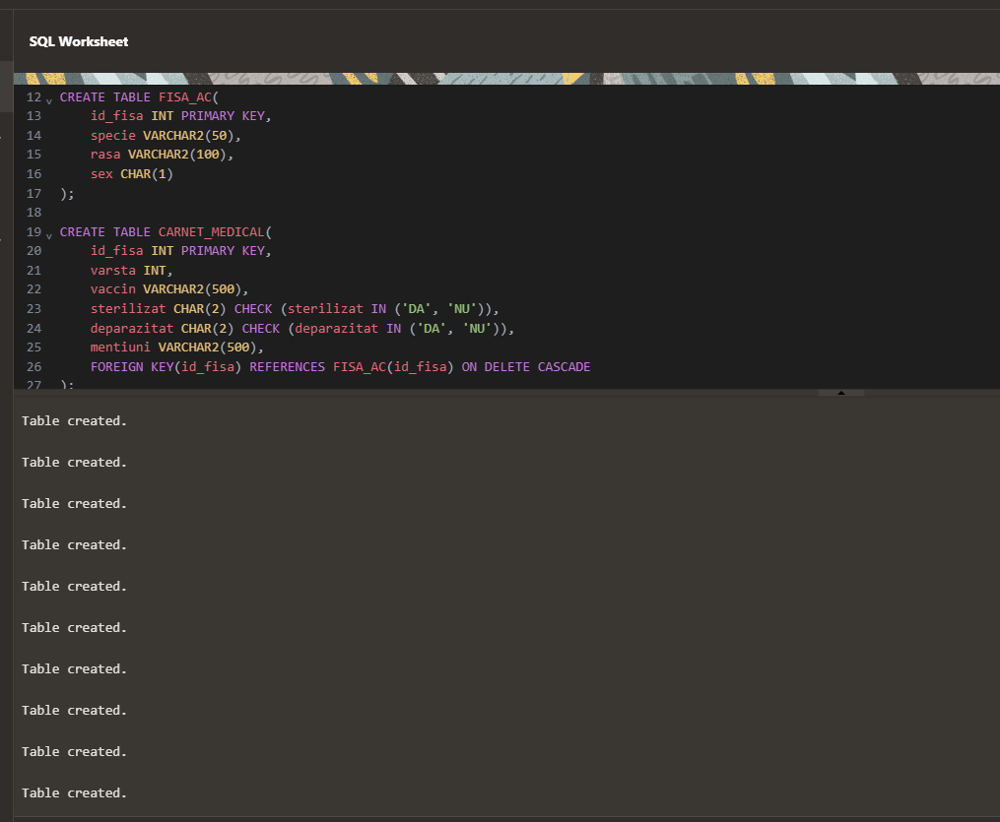 SQL Worksheet
12 CREATE TABLE FISA_AC(
13 id_fisa INT PRIMARY KEY,
14 specie VARCHAR2(50),
15 rasa VARCHAR2(100),
16 sex CHAR(1)
17 );
18
19 CREATE TABLE CARNET_MEDICAL(
20 id_fisa INT PRIMARY KEY,
21 varsta INT,
22 vaccin VARCHAR2(500),
23 sterilizat CHAR(2) CHECK (sterilizat IN ('DA', 'NU')),
24 deparazitat CHAR(2) CHECK (deparazitat IN ('DA', 'NU')),
25 mentiuni VARCHAR2(500),
26 FOREIGN KEY(id_fisa) REFERENCES FISA_AC(id_fisa) ON DELETE CASCADE
27 );
Table created.
Table created.
Table created.
Table created.
Table created.
Table created.
Table created.
Table created.
Table created.
Table created.